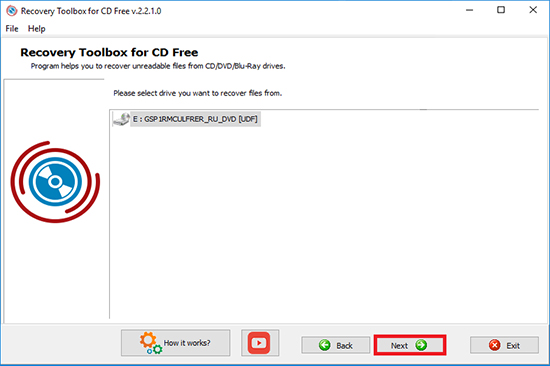 Recovery Toolbox for CD Free v.2.2.1.0
File Help
Recovery Toolbox for CD Free
Program helps you to recover unreadable files from CD/DVD/Blu-Ray drives.
Please select drive you want to recover files from.
E : GSP1RMCULFRER_RU_DVD [UDF]
How it works? Back Next Exit